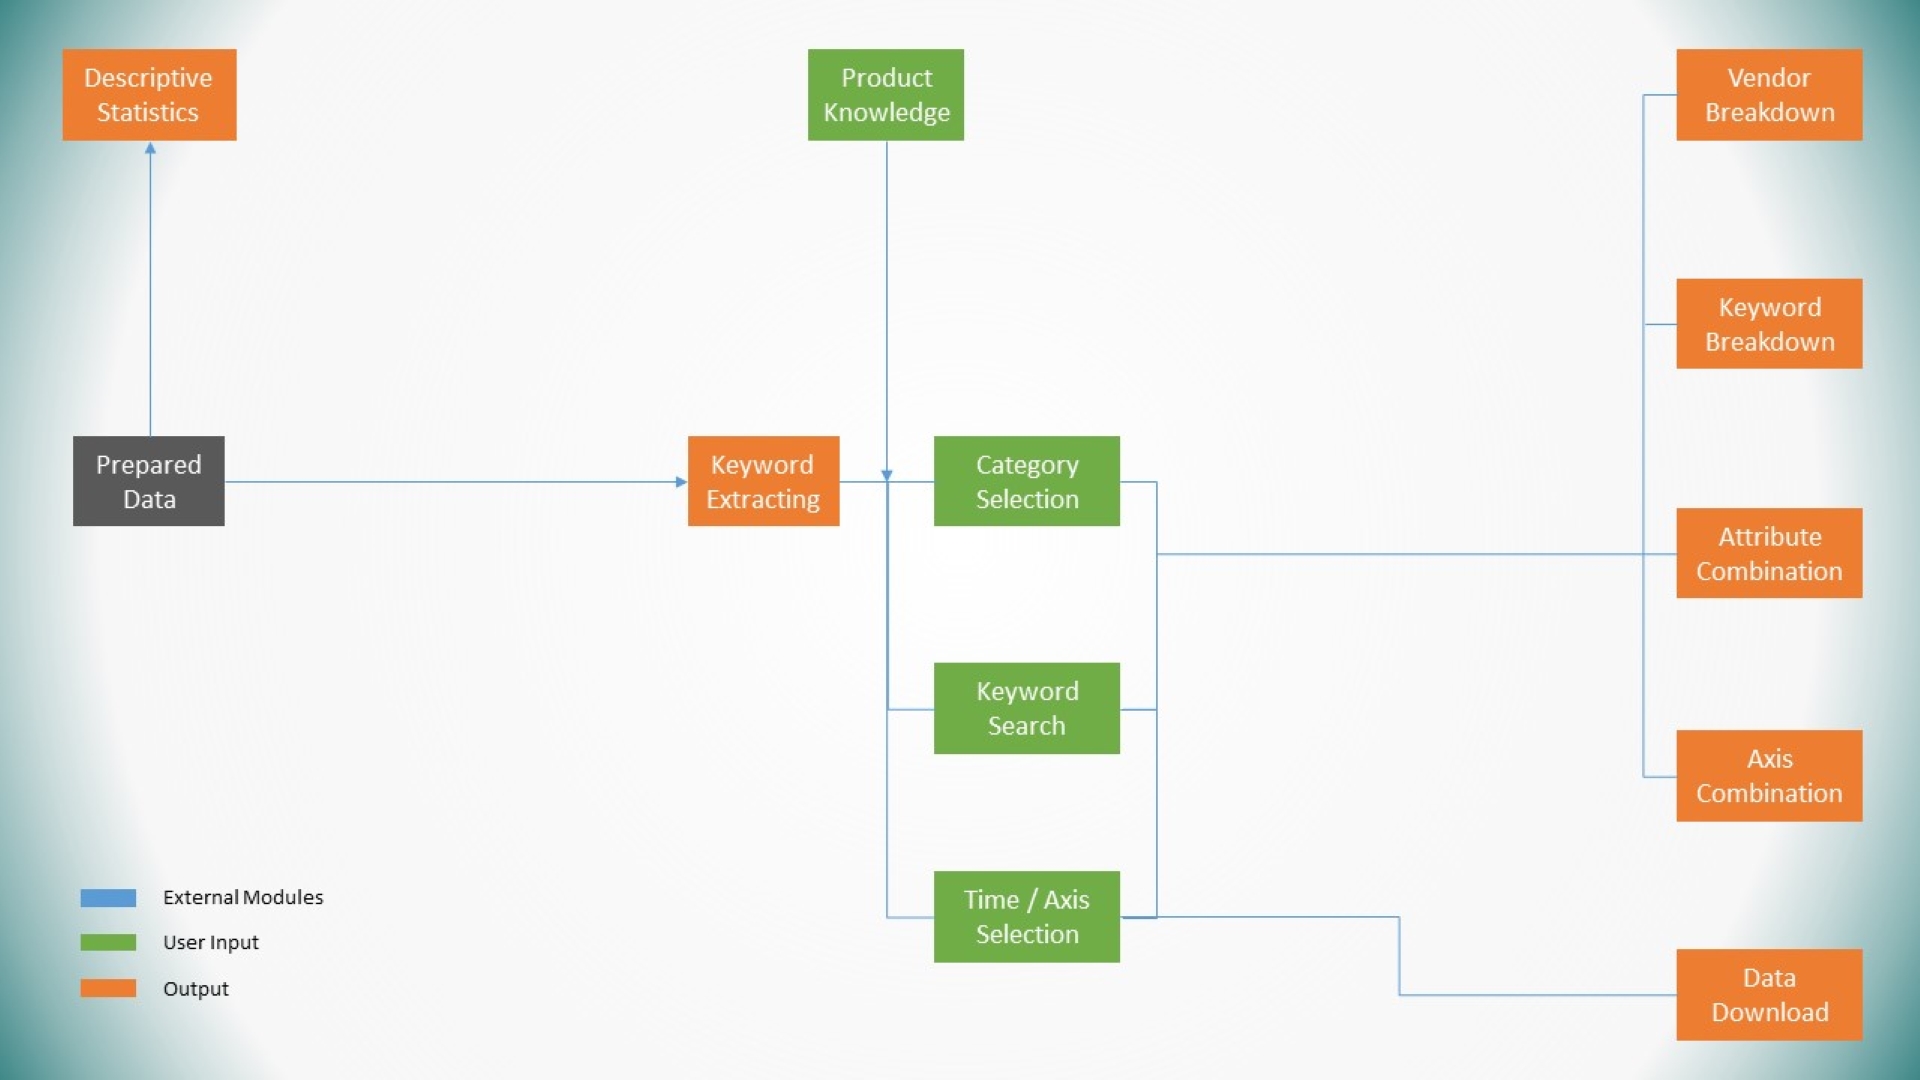 Descriptive
Statistics
Product
Knowledge
Vendor
Breakdown
Keyword
Breakdown
Prepared
Data
Keyword
Extracting
Category
Selection
Attribute
Combination
Keyword
Search
Axis
Combination
Time / Axis
Selection
Data
Download
External Modules
User Input
Output